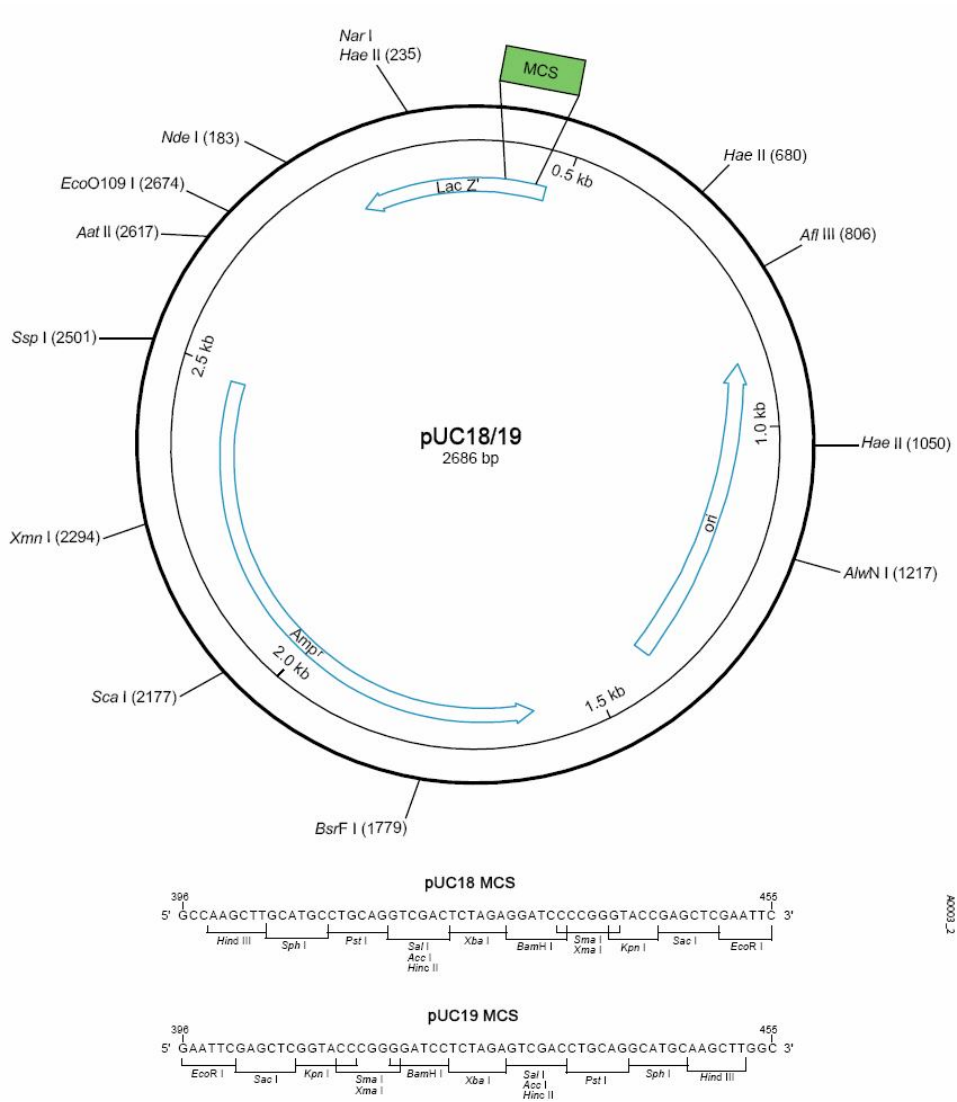 Nar I
Hae II (235)
MCS
Nde I (183)
Hae II (680)
0.5 kb
Lac Z'
EcoO109 I (2674)
Aat II (2617)
Afl III (806)
Ssp I (2501)
2.5 kb
pUC18/19
2686 bp
1.0 kb
Hae II (1050)
ori
Xmn I (2294)
AlwN I (1217)
Ampr
2.0 kb
Sca I (2177)
1.5 kb
BsrF I (1779)
pUC18 MCS
396 455
5' GCCAAGCTTGCATGCCTGCAGGTCGACTCTAGAGGATCCCCGGGTACCGAGCTCGAATTC 3'
Hind III Sph I Pst I Sal I Xba I BamH I Sma I Kpn I Sac I EcoR I
Acc I Xma I
Hinc II
A0003_2
pUC19 MCS
396 455
5' GAATTCGAGCTCGGTACCCGGGGATCCTCTAGAGTCGACCTGCAGGCATGCAAGCTTGGC 3'
EcoR I Sac I Kpn I Sma I BamH I Xba I Sal I Pst I Sph I Hind III
Xma I Acc I
Hinc II